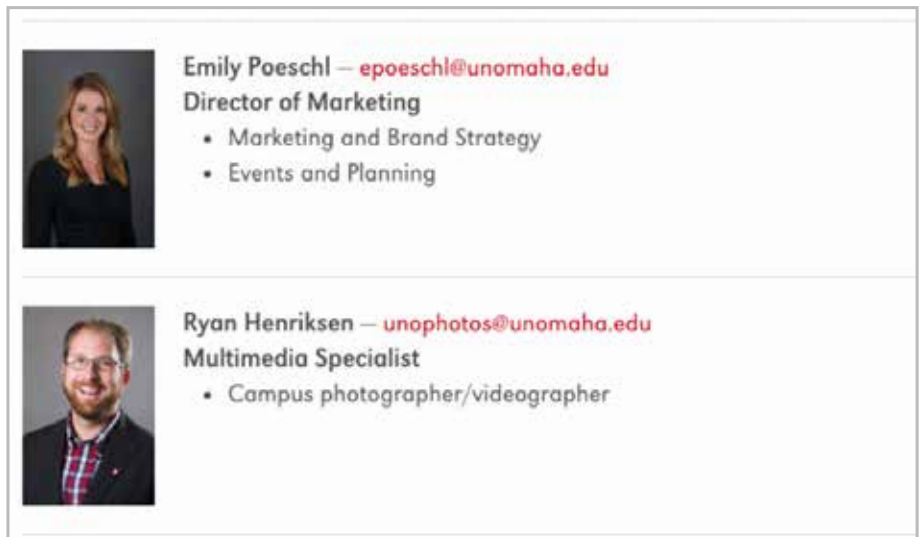 Emily Poeschl — epoeschl@unomaha.edu
Director of Marketing
• Marketing and Brand Strategy
• Events and Planning
Ryan Henriksen — unophotos@unomaha.edu
Multimedia Specialist
• Campus photographer/videographer